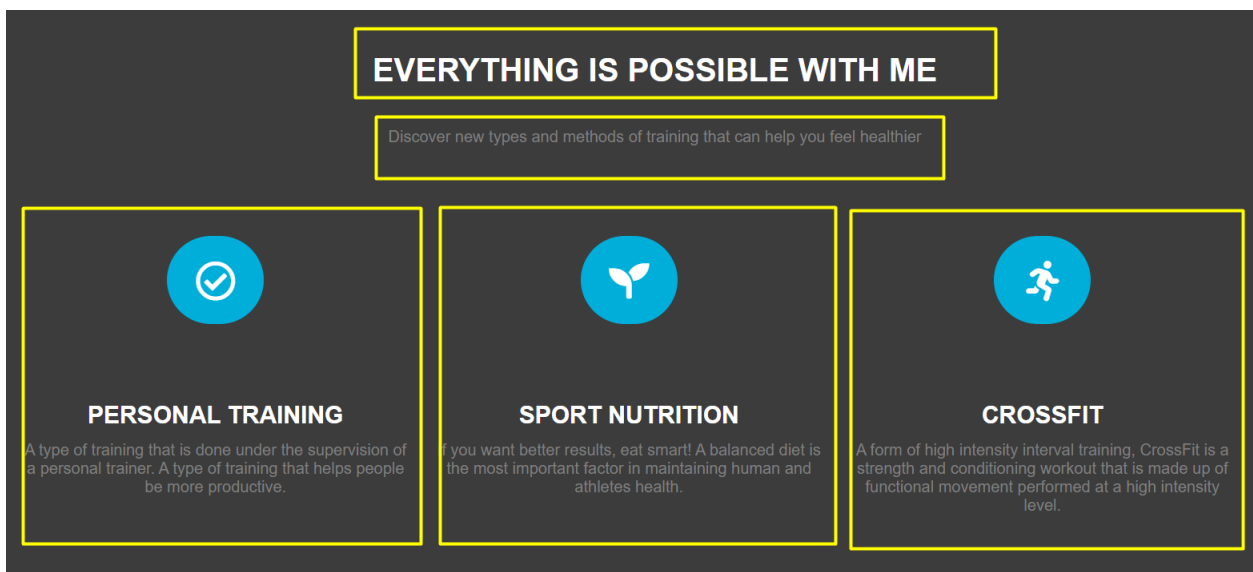 EVERYTHING IS POSSIBLE WITH ME
Discover new types and methods of training that can help you feel healthier
PERSONAL TRAINING
A type of training that is done under the supervision of
a personal trainer. A type of training that helps people
be more productive.
SPORT NUTRITION
If you want better results, eat smart! A balanced diet is
the most important factor in maintaining human and
athletes health.
CROSSFIT
A form of high intensity interval training, CrossFit is a
strength and conditioning workout that is made up of
functional movement performed at a high intensity
level.